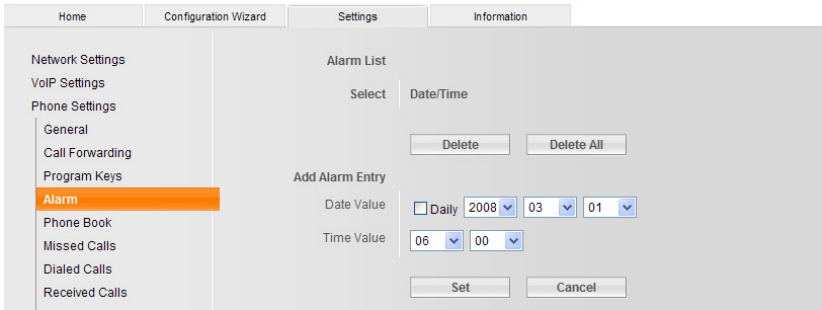 Home Configuration Wizard Settings Information
Network Settings
VoIP Settings
Phone Settings
General
Call Forwarding
Program Keys
Alarm
Phone Book
Missed Calls
Dialed Calls
Received Calls
Alarm List
Select Date/Time
Delete Delete All
Add Alarm Entry
Date Value Daily 2008 03 01
Time Value 06 00
Set Cancel